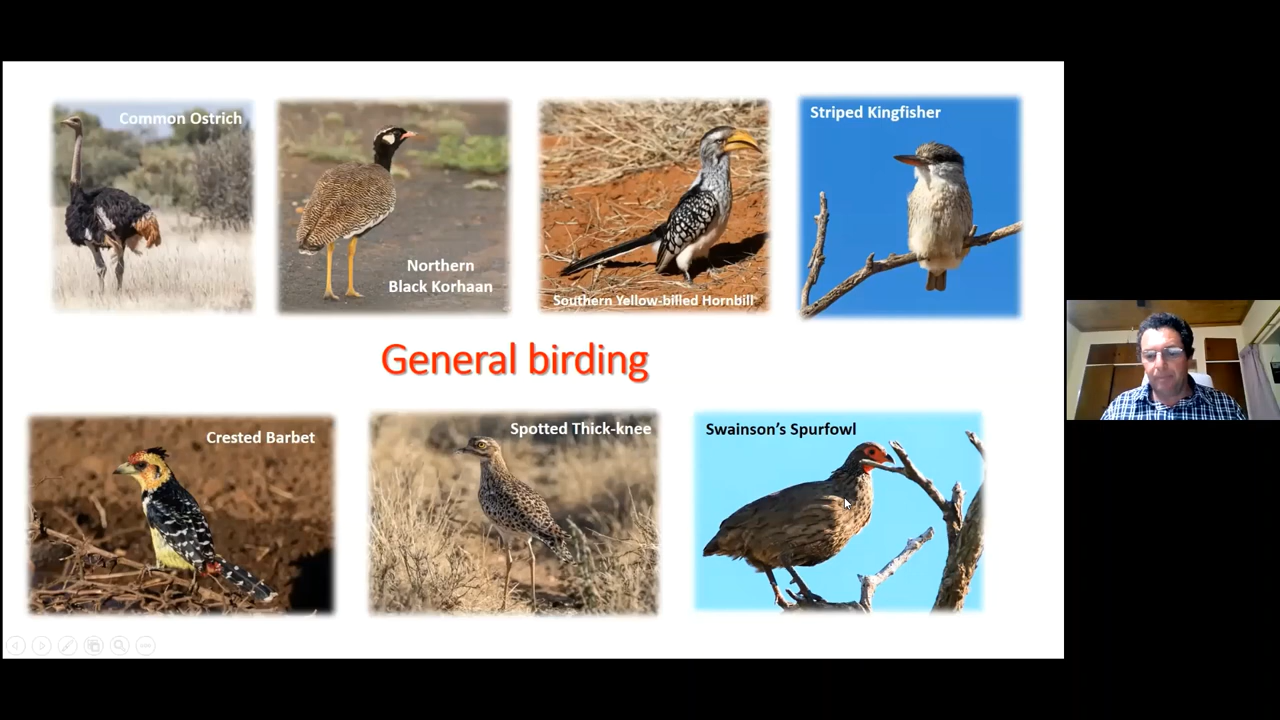 Common Ostrich
Northern
Black Korhaan
Southern Yellow-billed Hornbill
Striped Kingfisher
General birding
Crested Barbet
Spotted Thick-knee
Swainson's Spurfowl